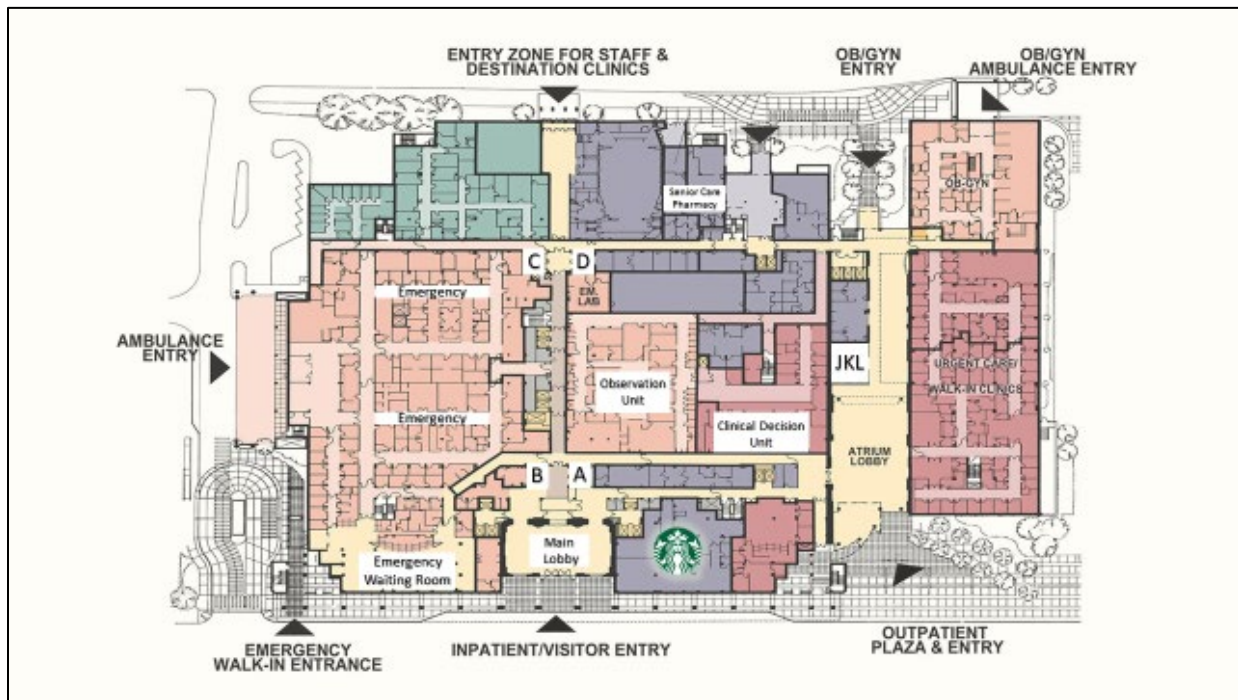 ENTRY ZONE FOR STAFF &
DESTINATION CLINICS
OB/GYN
ENTRY
OB/GYN
AMBULANCE ENTRY
Senior Care
Pharmacy
OB-GYN
C
D
Emergency
EM.
LAB
AMBULANCE
ENTRY
Observation
Unit
JKL
URGENT CARE/
WALK-IN CLINICS
Emergency
Clinical Decision
Unit
ATRIUM
LOBBY
B
A
Main
Lobby
Emergency
Waiting Room
EMERGENCY
WALK-IN ENTRANCE
INPATIENT/VISITOR ENTRY
OUTPATIENT
PLAZA & ENTRY